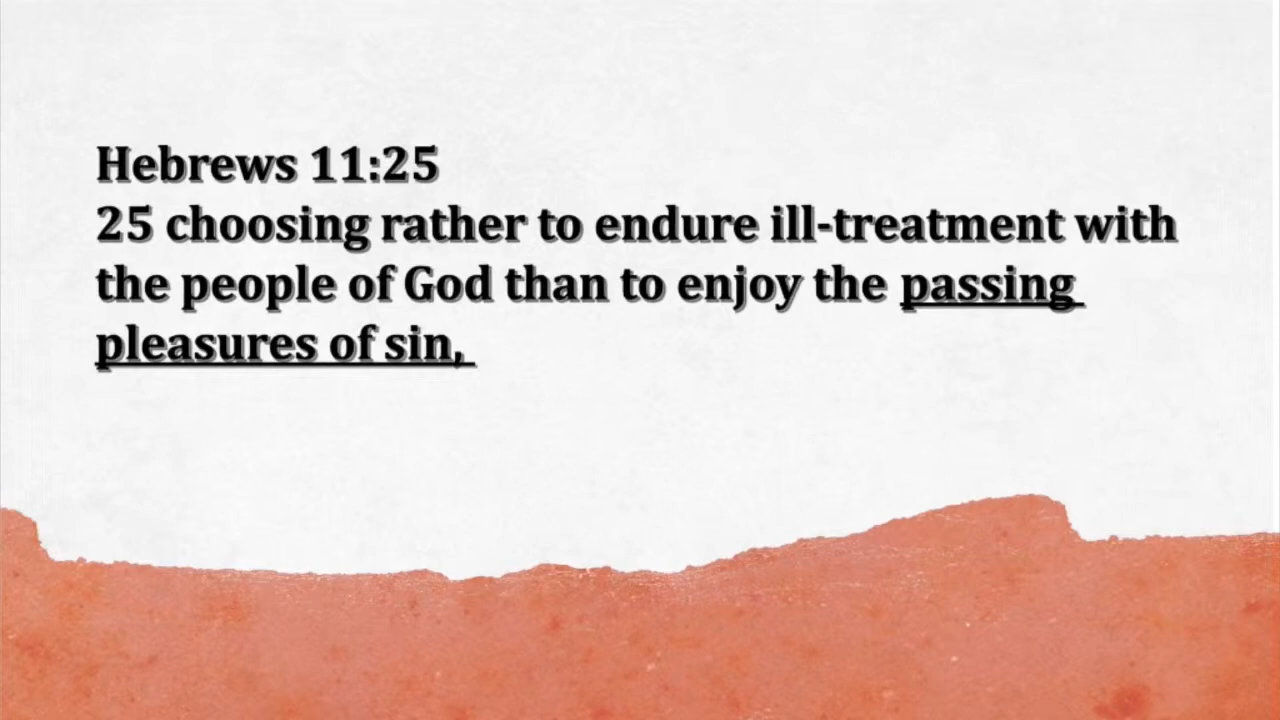 Hebrews 11:25
25 choosing rather to endure ill-treatment with
the people of God than to enjoy the passing
pleasures of sin,